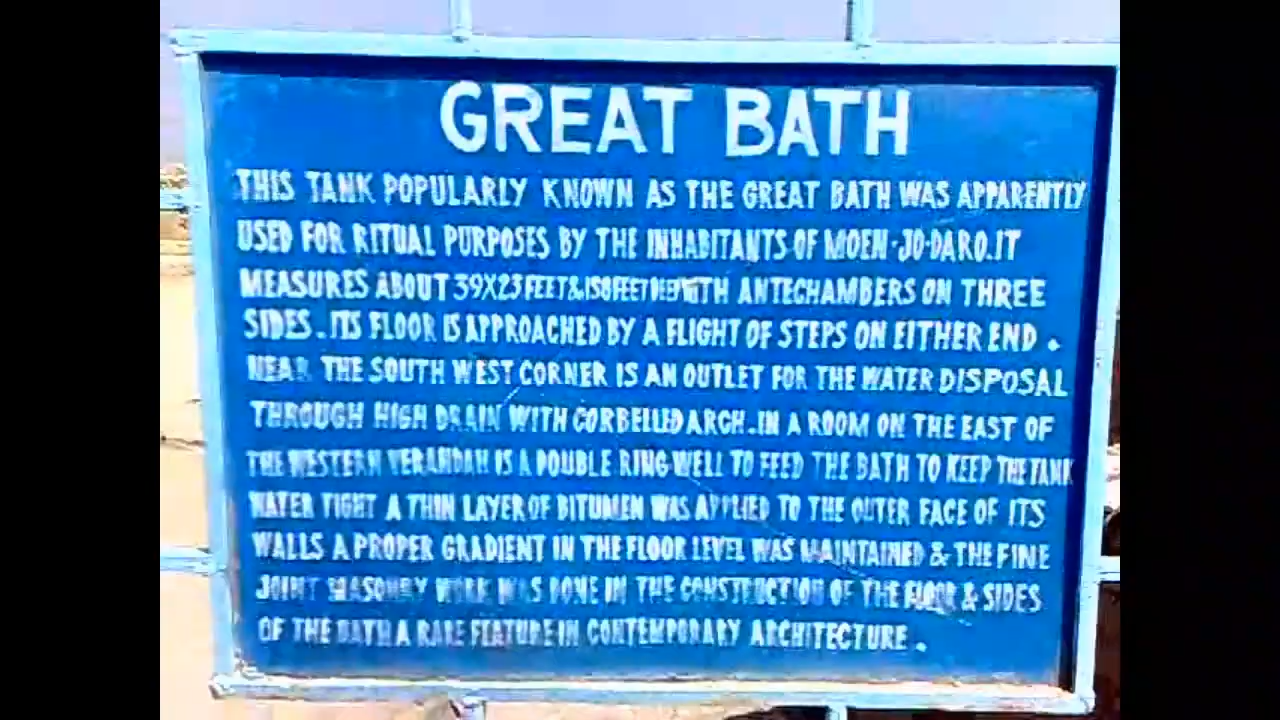 GREAT BATH
THIS TANK POPULARLY KNOWN AS THE GREAT BATH WAS APPARENTLY
USED FOR RITUAL PURPOSES BY THE INHABITANTS OF MOEN-JO-DARO.IT
MEASURES ABOUT 39X23 FEET & FEET DEEP WITH ANTECHAMBERS ON THREE
SIDES. ITS FLOOR IS APPROACHED BY A FLIGHT OF STEPS ON EITHER END.
NEAR THE SOUTH WEST CORNER IS AN OUTLET FOR THE WATER DISPOSAL
THROUGH HIGH DRAIN WITH CORBELLED ARCH. IN A ROOM ON THE EAST OF
THE WESTERN VERANDAH IS A DOUBLE RING WELL TO FEED THE BATH TO KEEP THE TANK
WATER TIGHT A THIN LAYER OF BITUMEN WAS APPLIED TO THE OUTER FACE OF ITS
WALLS A PROPER GRADIENT IN THE FLOOR LEVEL WAS MAINTAINED & THE FINE
JOINT MASONRY WORK WAS DONE IN THE CONSTRUCTION OF THE FLOOR & SIDES
OF THE BATH A RARE FEATURE IN CONTEMPORARY ARCHITECTURE.